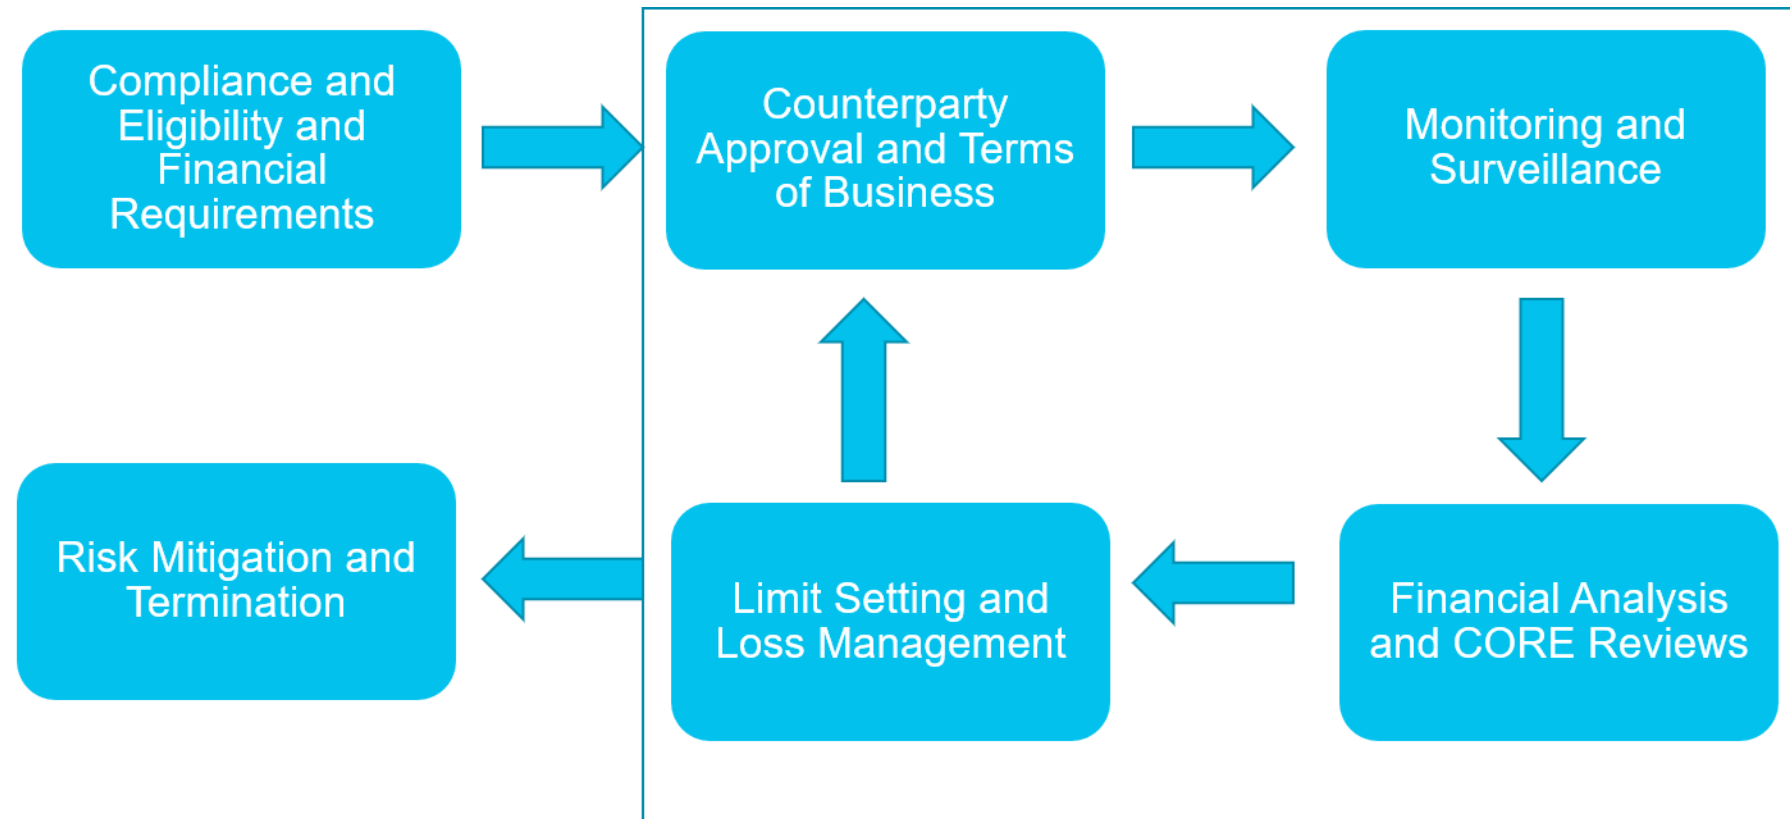 Compliance and
Eligibility and
Financial
Requirements
Counterparty
Approval and Terms
of Business
Monitoring and
Surveillance
Risk Mitigation and
Termination
Limit Setting and
Loss Management
Financial Analysis
and CORE Reviews